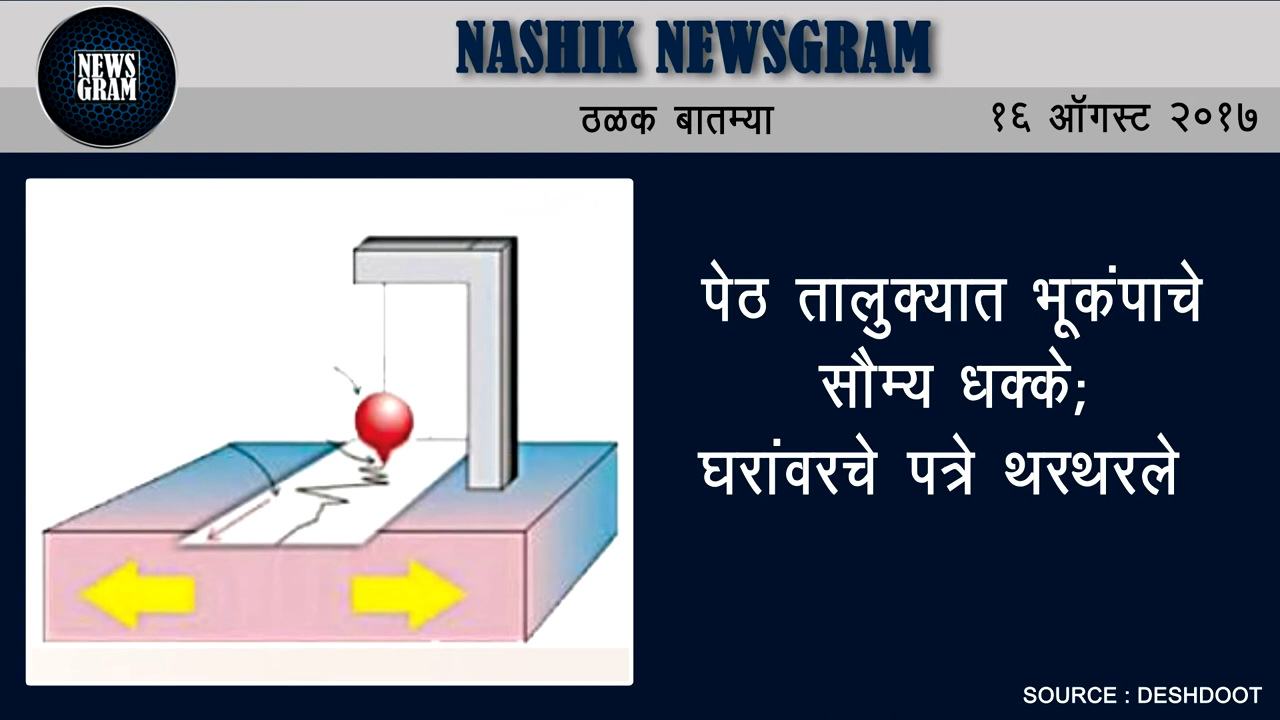 NEWS
GRAM
NASHIK NEWSGRAM
ठळक बातम्या
१६ ऑगस्ट २०१७
पेठ तालुक्यात भूकंपाचे
सौम्य धक्के;
घरांवरचे पत्रे थरथरले
SOURCE : DESHDOOT